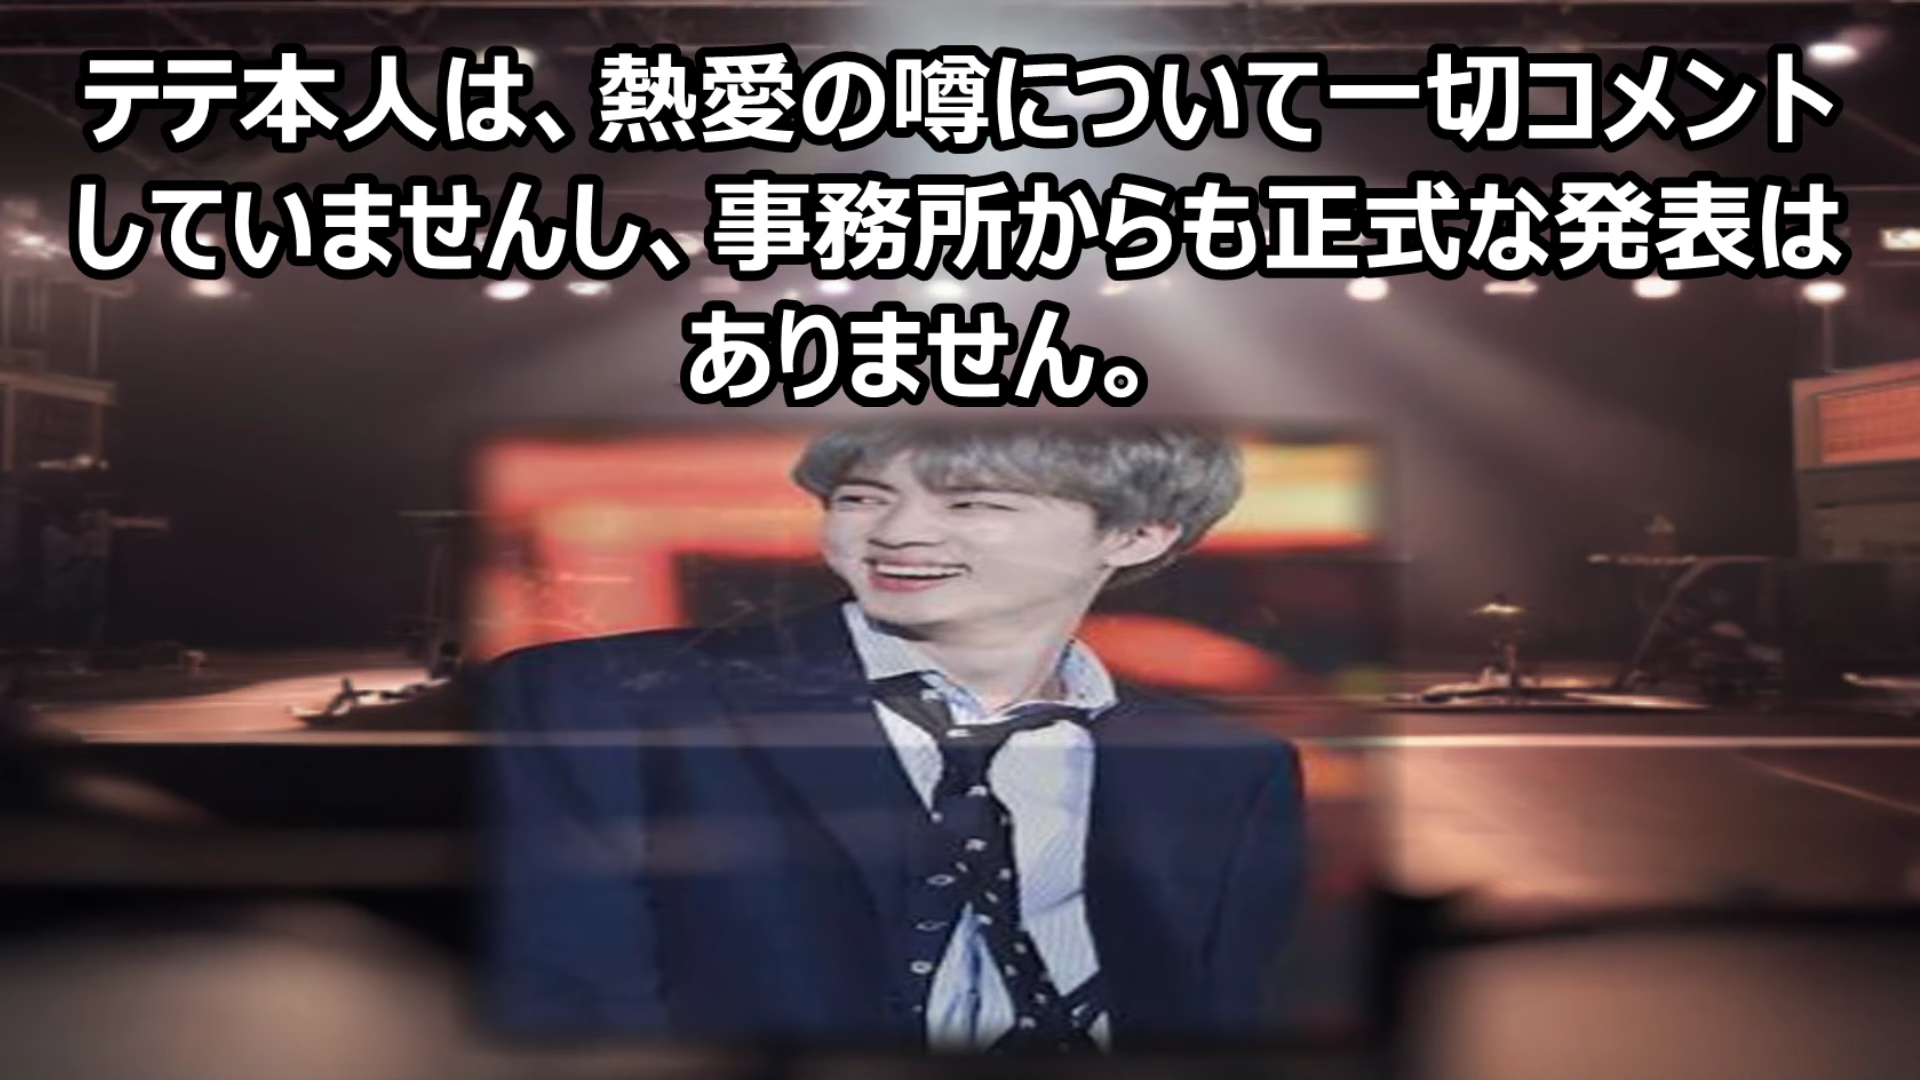 テテ本人は、熱愛の噂について一切コメント
していませんし、事務所からも正式な発表は
ありません。